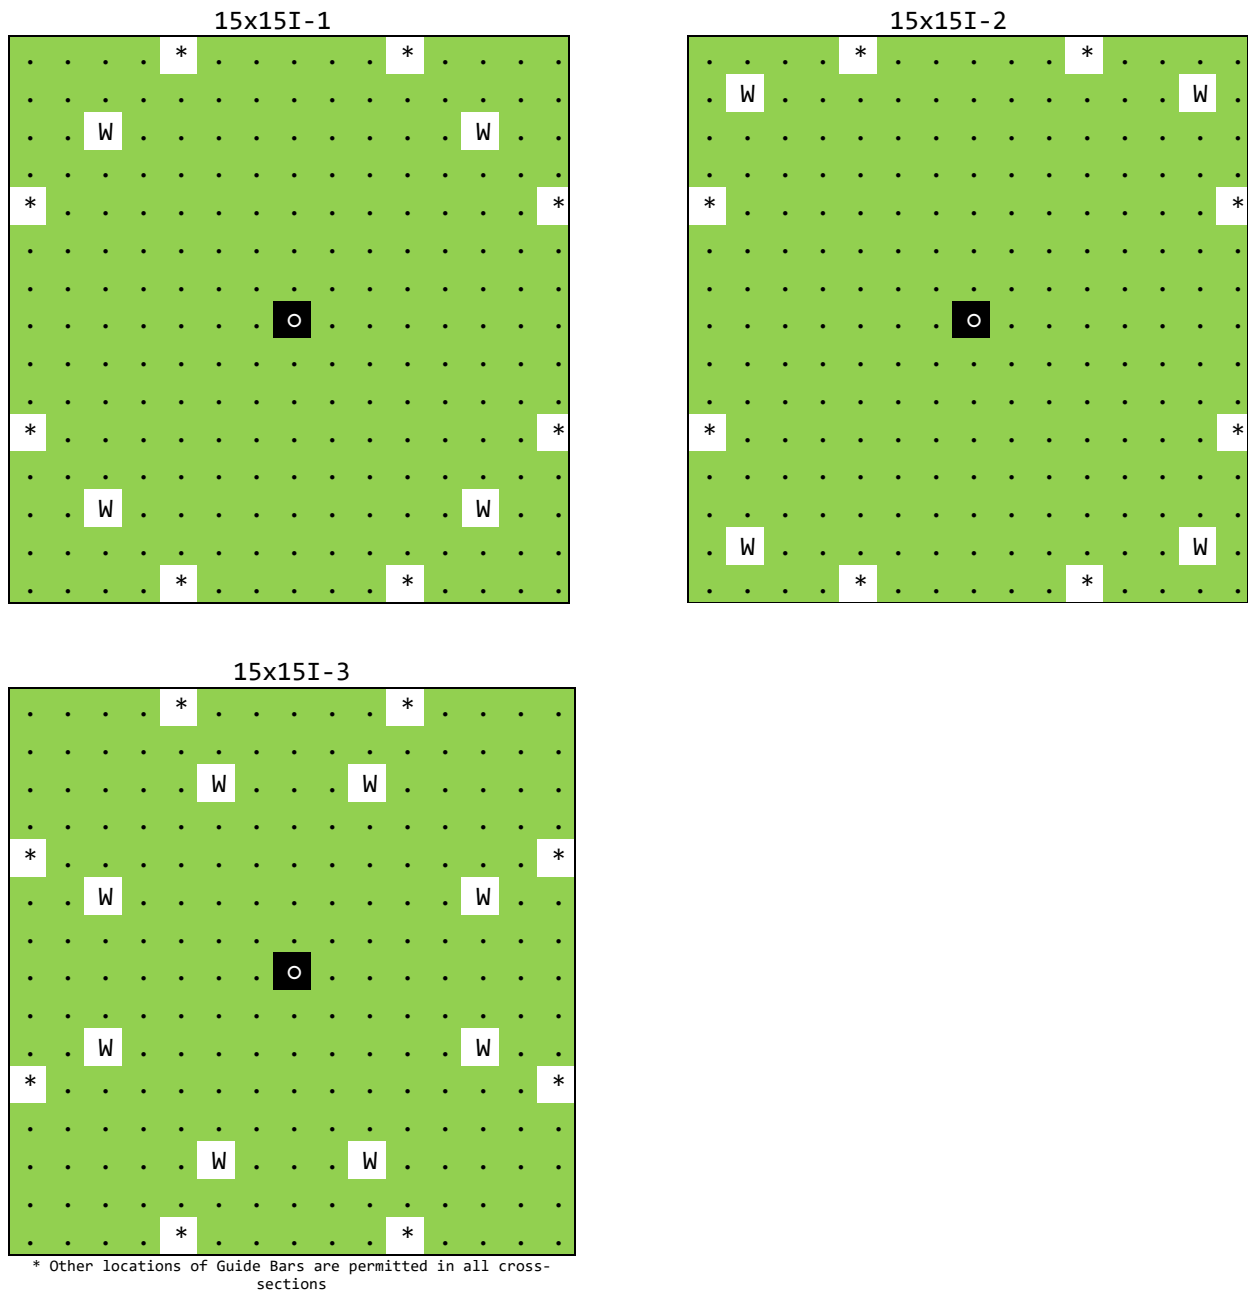 15x15I-1
. . . . * . . . . . * . . . .
. . . . . . . . . . . . . . .
. . W . . . . . . . . . W . .
. . . . . . . . . . . . . . .
* . . . . . . . . . . . . . *
. . . . . . . . . . . . . . .
. . . . . . . . . . . . . . .
. . . . . . . o . . . . . . .
. . . . . . . . . . . . . . .
. . . . . . . . . . . . . . .
* . . . . . . . . . . . . . *
. . . . . . . . . . . . . . .
. . W . . . . . . . . . W . .
. . . . . . . . . . . . . . .
. . . . * . . . . . * . . . .
15x15I-2
. . . . * . . . . . * . . . .
. W . . . . . . . . . . . W .
. . . . . . . . . . . . . . .
. . . . . . . . . . . . . . .
* . . . . . . . . . . . . . *
. . . . . . . . . . . . . . .
. . . . . . . . . . . . . . .
. . . . . . . o . . . . . . .
. . . . . . . . . . . . . . .
. . . . . . . . . . . . . . .
* . . . . . . . . . . . . . *
. . . . . . . . . . . . . . .
. . . . . . . . . . . . . . .
. W . . . . . . . . . . . W .
. . . . * . . . . . * . . . .
15x15I-3
. . . . * . . . . . * . . . .
. . . . . . . . . . . . . . .
. . . . . W . . . W . . . . .
. . . . . . . . . . . . . . .
* . . . . . . . . . . . . . *
. . W . . . . . . . . . W . .
. . . . . . . . . . . . . . .
. . . . . . . o . . . . . . .
. . . . . . . . . . . . . . .
. . W . . . . . . . . . W . .
* . . . . . . . . . . . . . *
. . . . . . . . . . . . . . .
. . . . . W . . . W . . . . .
. . . . . . . . . . . . . . .
. . . . * . . . . . * . . . .
* Other locations of Guide Bars are permitted in all cross-
sections